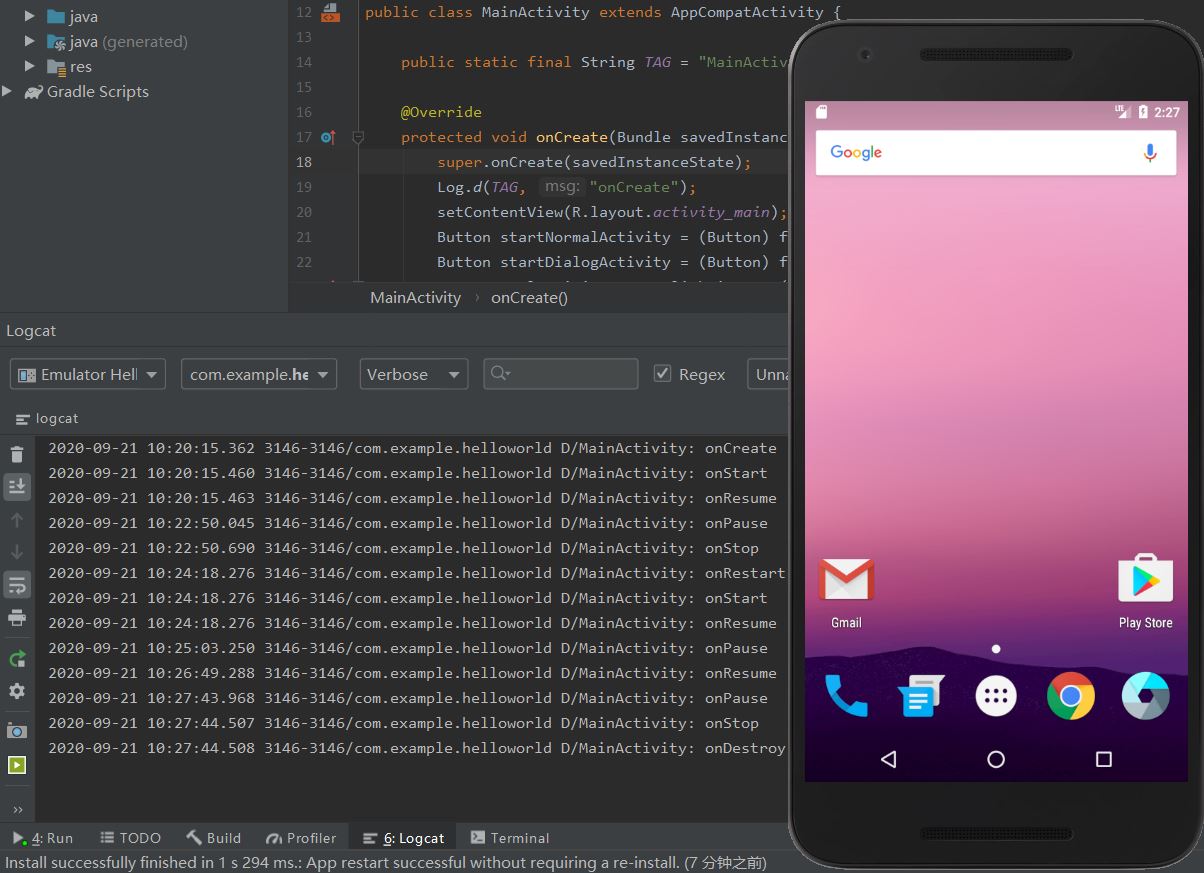 java
java (generated)
res
Gradle Scripts
12 public class MainActivity extends AppCompatActivity {
13
14 public static final String TAG = "MainActiv
15
16 @Override
17 protected void onCreate(Bundle savedInstanc
18 super.onCreate(savedInstanceState);
19 Log.d(TAG, msg: "onCreate");
20 setContentView(R.layout.activity_main);
21 Button startNormalActivity = (Button) f
22 Button startDialogActivity = (Button) f
MainActivity › onCreate()
Logcat
Emulator Hell
com.example.he
Verbose
Regex
Unna
logcat
2020-09-21 10:20:15.362 3146-3146/com.example.helloworld D/MainActivity: onCreate
2020-09-21 10:20:15.460 3146-3146/com.example.helloworld D/MainActivity: onStart
2020-09-21 10:20:15.463 3146-3146/com.example.helloworld D/MainActivity: onResume
2020-09-21 10:22:50.045 3146-3146/com.example.helloworld D/MainActivity: onPause
2020-09-21 10:22:50.690 3146-3146/com.example.helloworld D/MainActivity: onStop
2020-09-21 10:24:18.276 3146-3146/com.example.helloworld D/MainActivity: onRestart
2020-09-21 10:24:18.276 3146-3146/com.example.helloworld D/MainActivity: onStart
2020-09-21 10:24:18.276 3146-3146/com.example.helloworld D/MainActivity: onResume
2020-09-21 10:25:03.250 3146-3146/com.example.helloworld D/MainActivity: onPause
2020-09-21 10:26:49.288 3146-3146/com.example.helloworld D/MainActivity: onResume
2020-09-21 10:27:43.968 3146-3146/com.example.helloworld D/MainActivity: onPause
2020-09-21 10:27:44.507 3146-3146/com.example.helloworld D/MainActivity: onStop
2020-09-21 10:27:44.508 3146-3146/com.example.helloworld D/MainActivity: onDestroy
4: Run
TODO
Build
Profiler
6: Logcat
Terminal
Install successfully finished in 1 s 294 ms.: App restart successful without requiring a re-install. (7 分钟之前)
LTE 2:27
Google
Gmail
Play Store